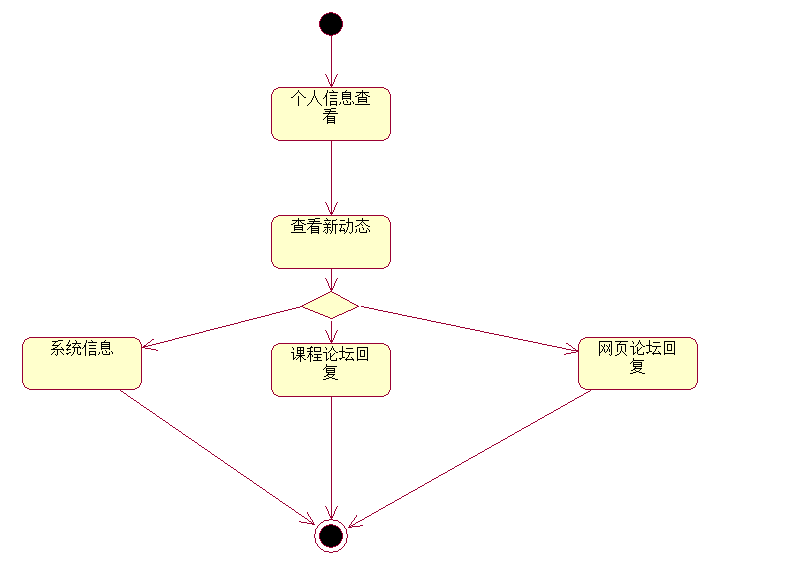 个人信息查
看
查看新动态
系统信息
课程论坛回
复
网页论坛回
复